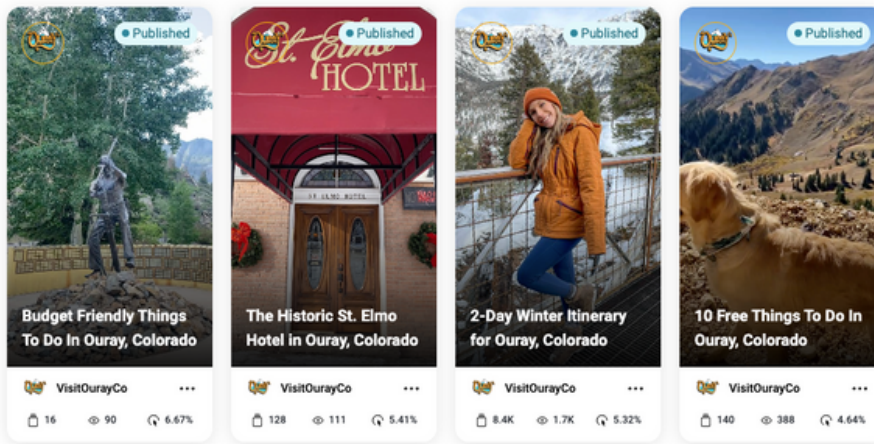 Published
St. Elmo
HOTEL
ST ELMO HOTEL
Budget Friendly Things
To Do In Ouray, Colorado
VisitOurayCo
16 90 6.67%
Published
The Historic St. Elmo
Hotel in Ouray, Colorado
VisitOurayCo
128 111 5.41%
Published
2-Day Winter Itinerary
for Ouray, Colorado
VisitOurayCo
8.4K 1.7K 5.32%
Published
10 Free Things To Do In
Ouray, Colorado
VisitOurayCo
140 388 4.64%